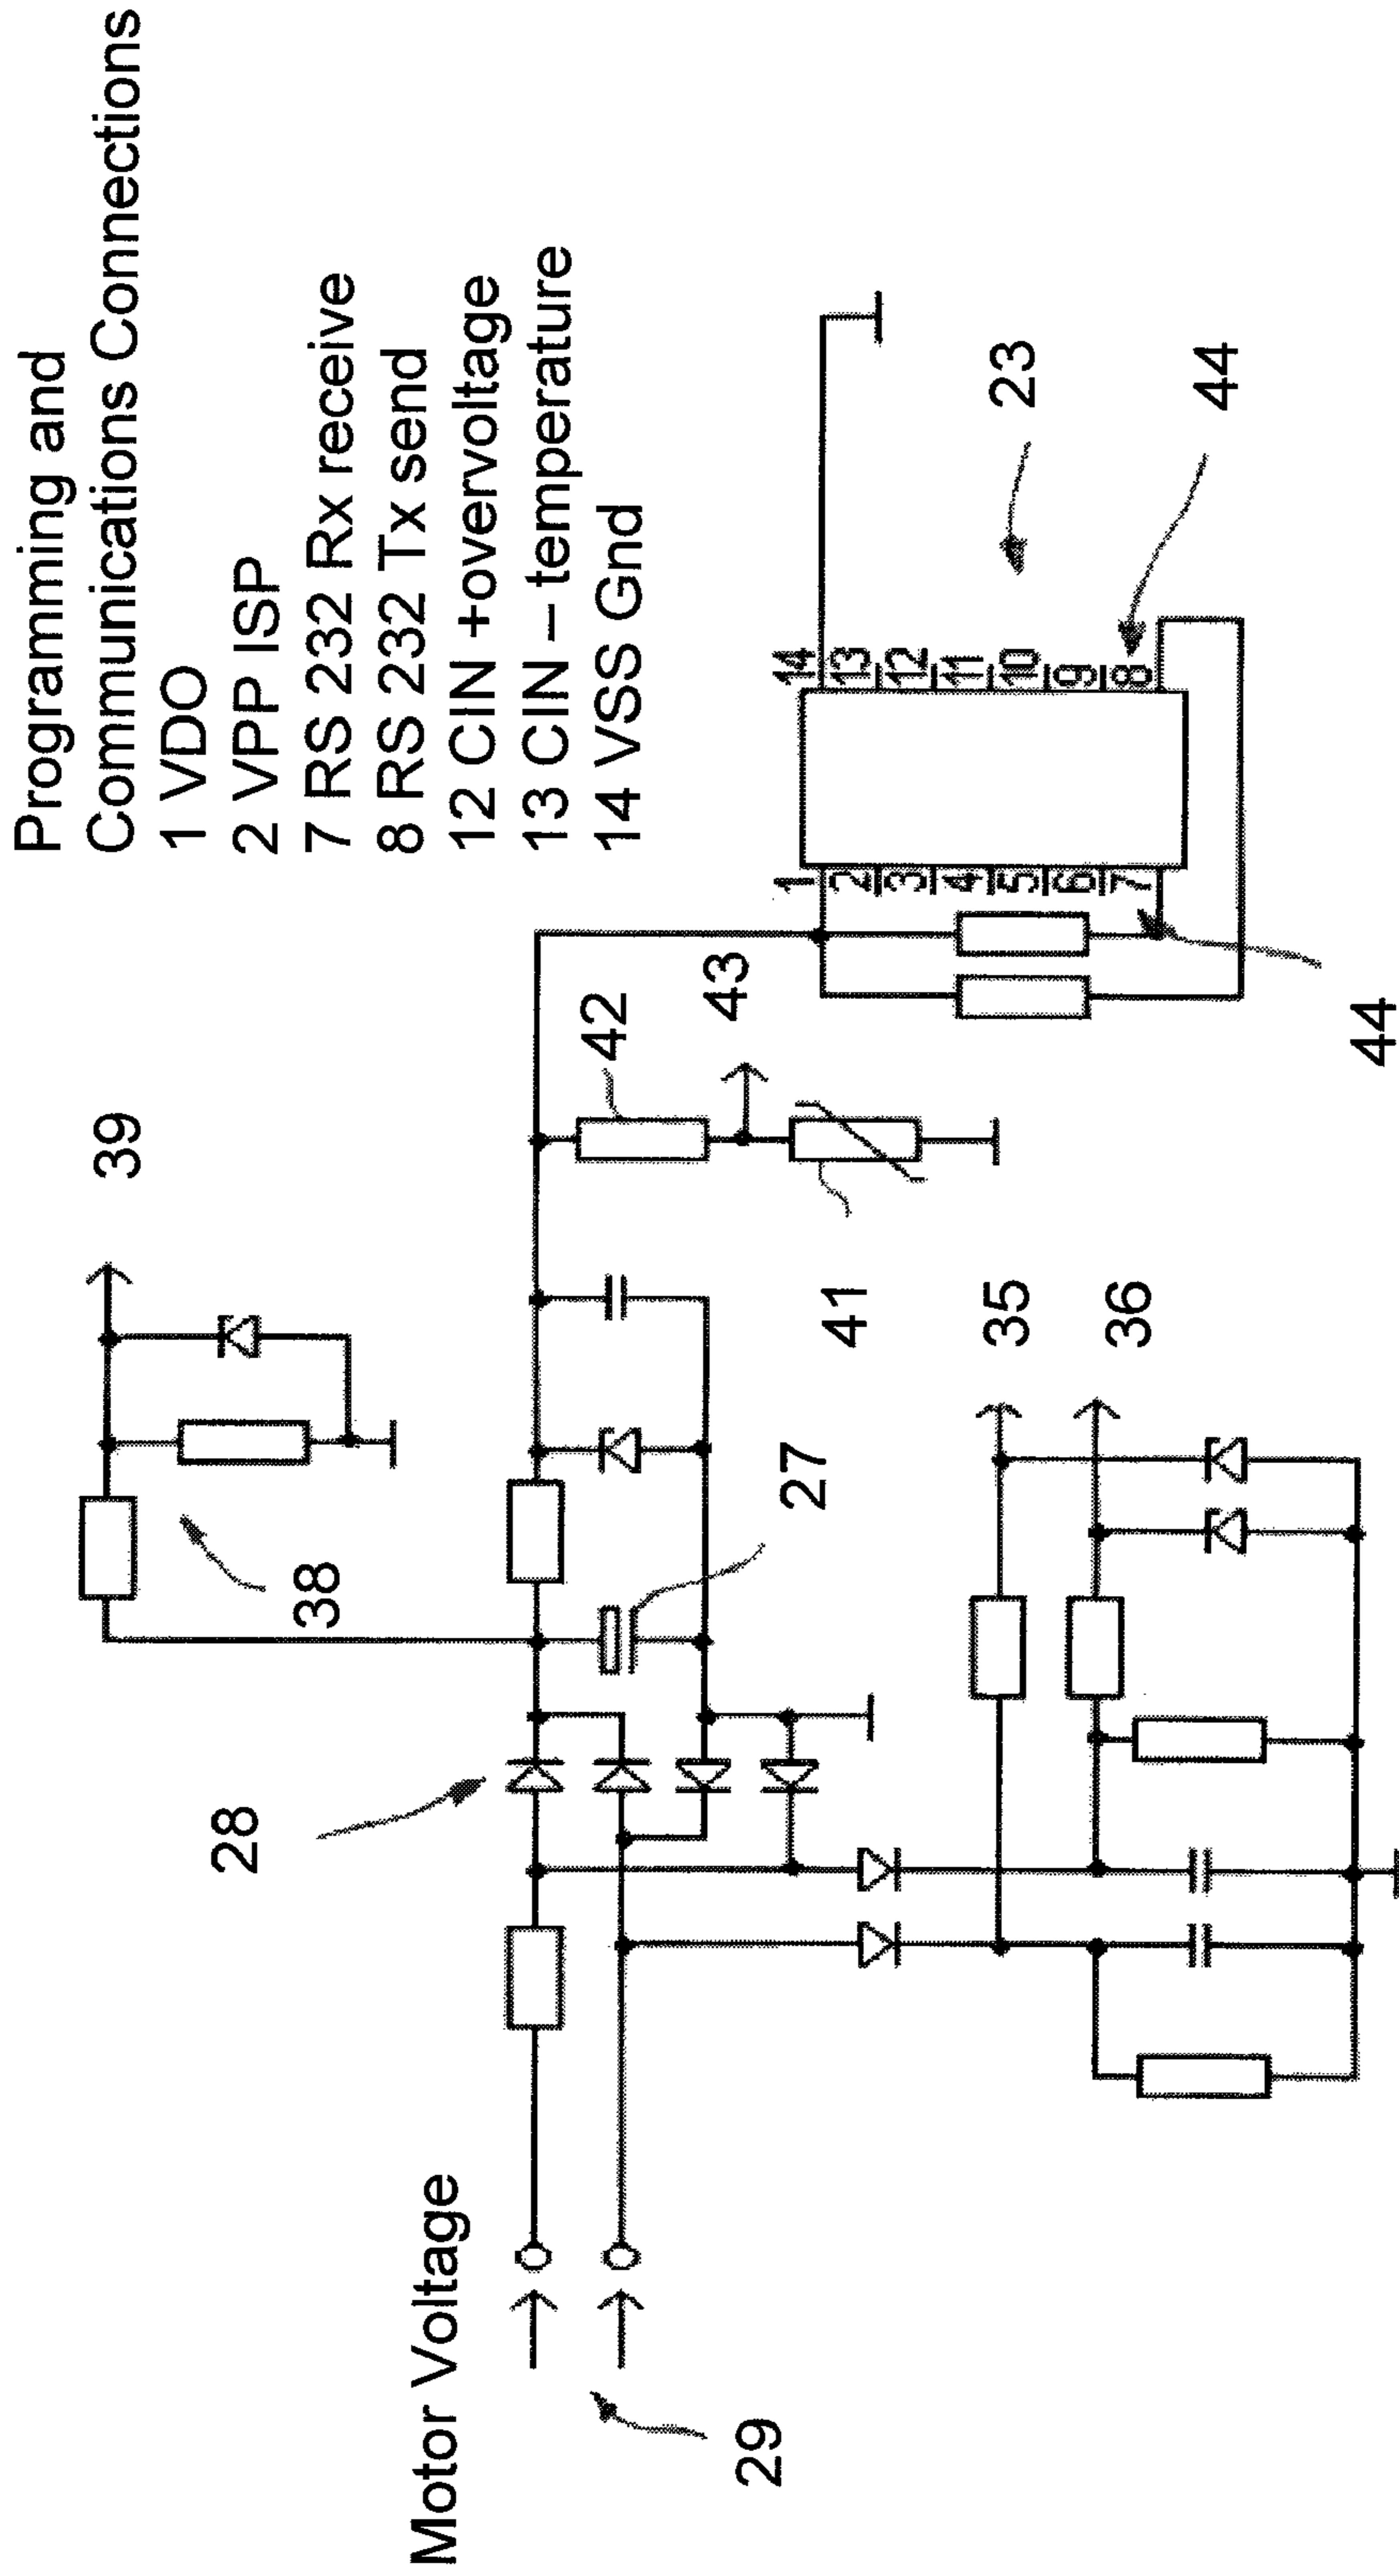 Programming and
Communications Connections
1 VDO
2 VPP ISP
7 RS 232 Rx receive
8 RS 232 Tx send
12 CIN +overvoltage
13 CIN – temperature
14 VSS Gnd
39
38
42
43
1
2
3
4
5
6
7
14
13
12
11
10
9
8
23
44
44
41
27
35
36
28
Motor Voltage
29